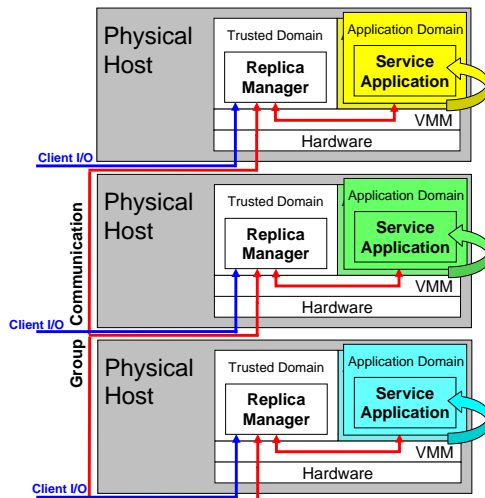 Physical
Host
Trusted Domain
Replica
Manager
A
Application Domain
Service
Application
VMM
Hardware
Client I/O
Physical
Host
Trusted Domain
Replica
Manager
A
Application Domain
Service
Application
VMM
Hardware
Client I/O
Group Communication
Physical
Host
Trusted Domain
Replica
Manager
A
Application Domain
Service
Application
VMM
Hardware
Client I/O